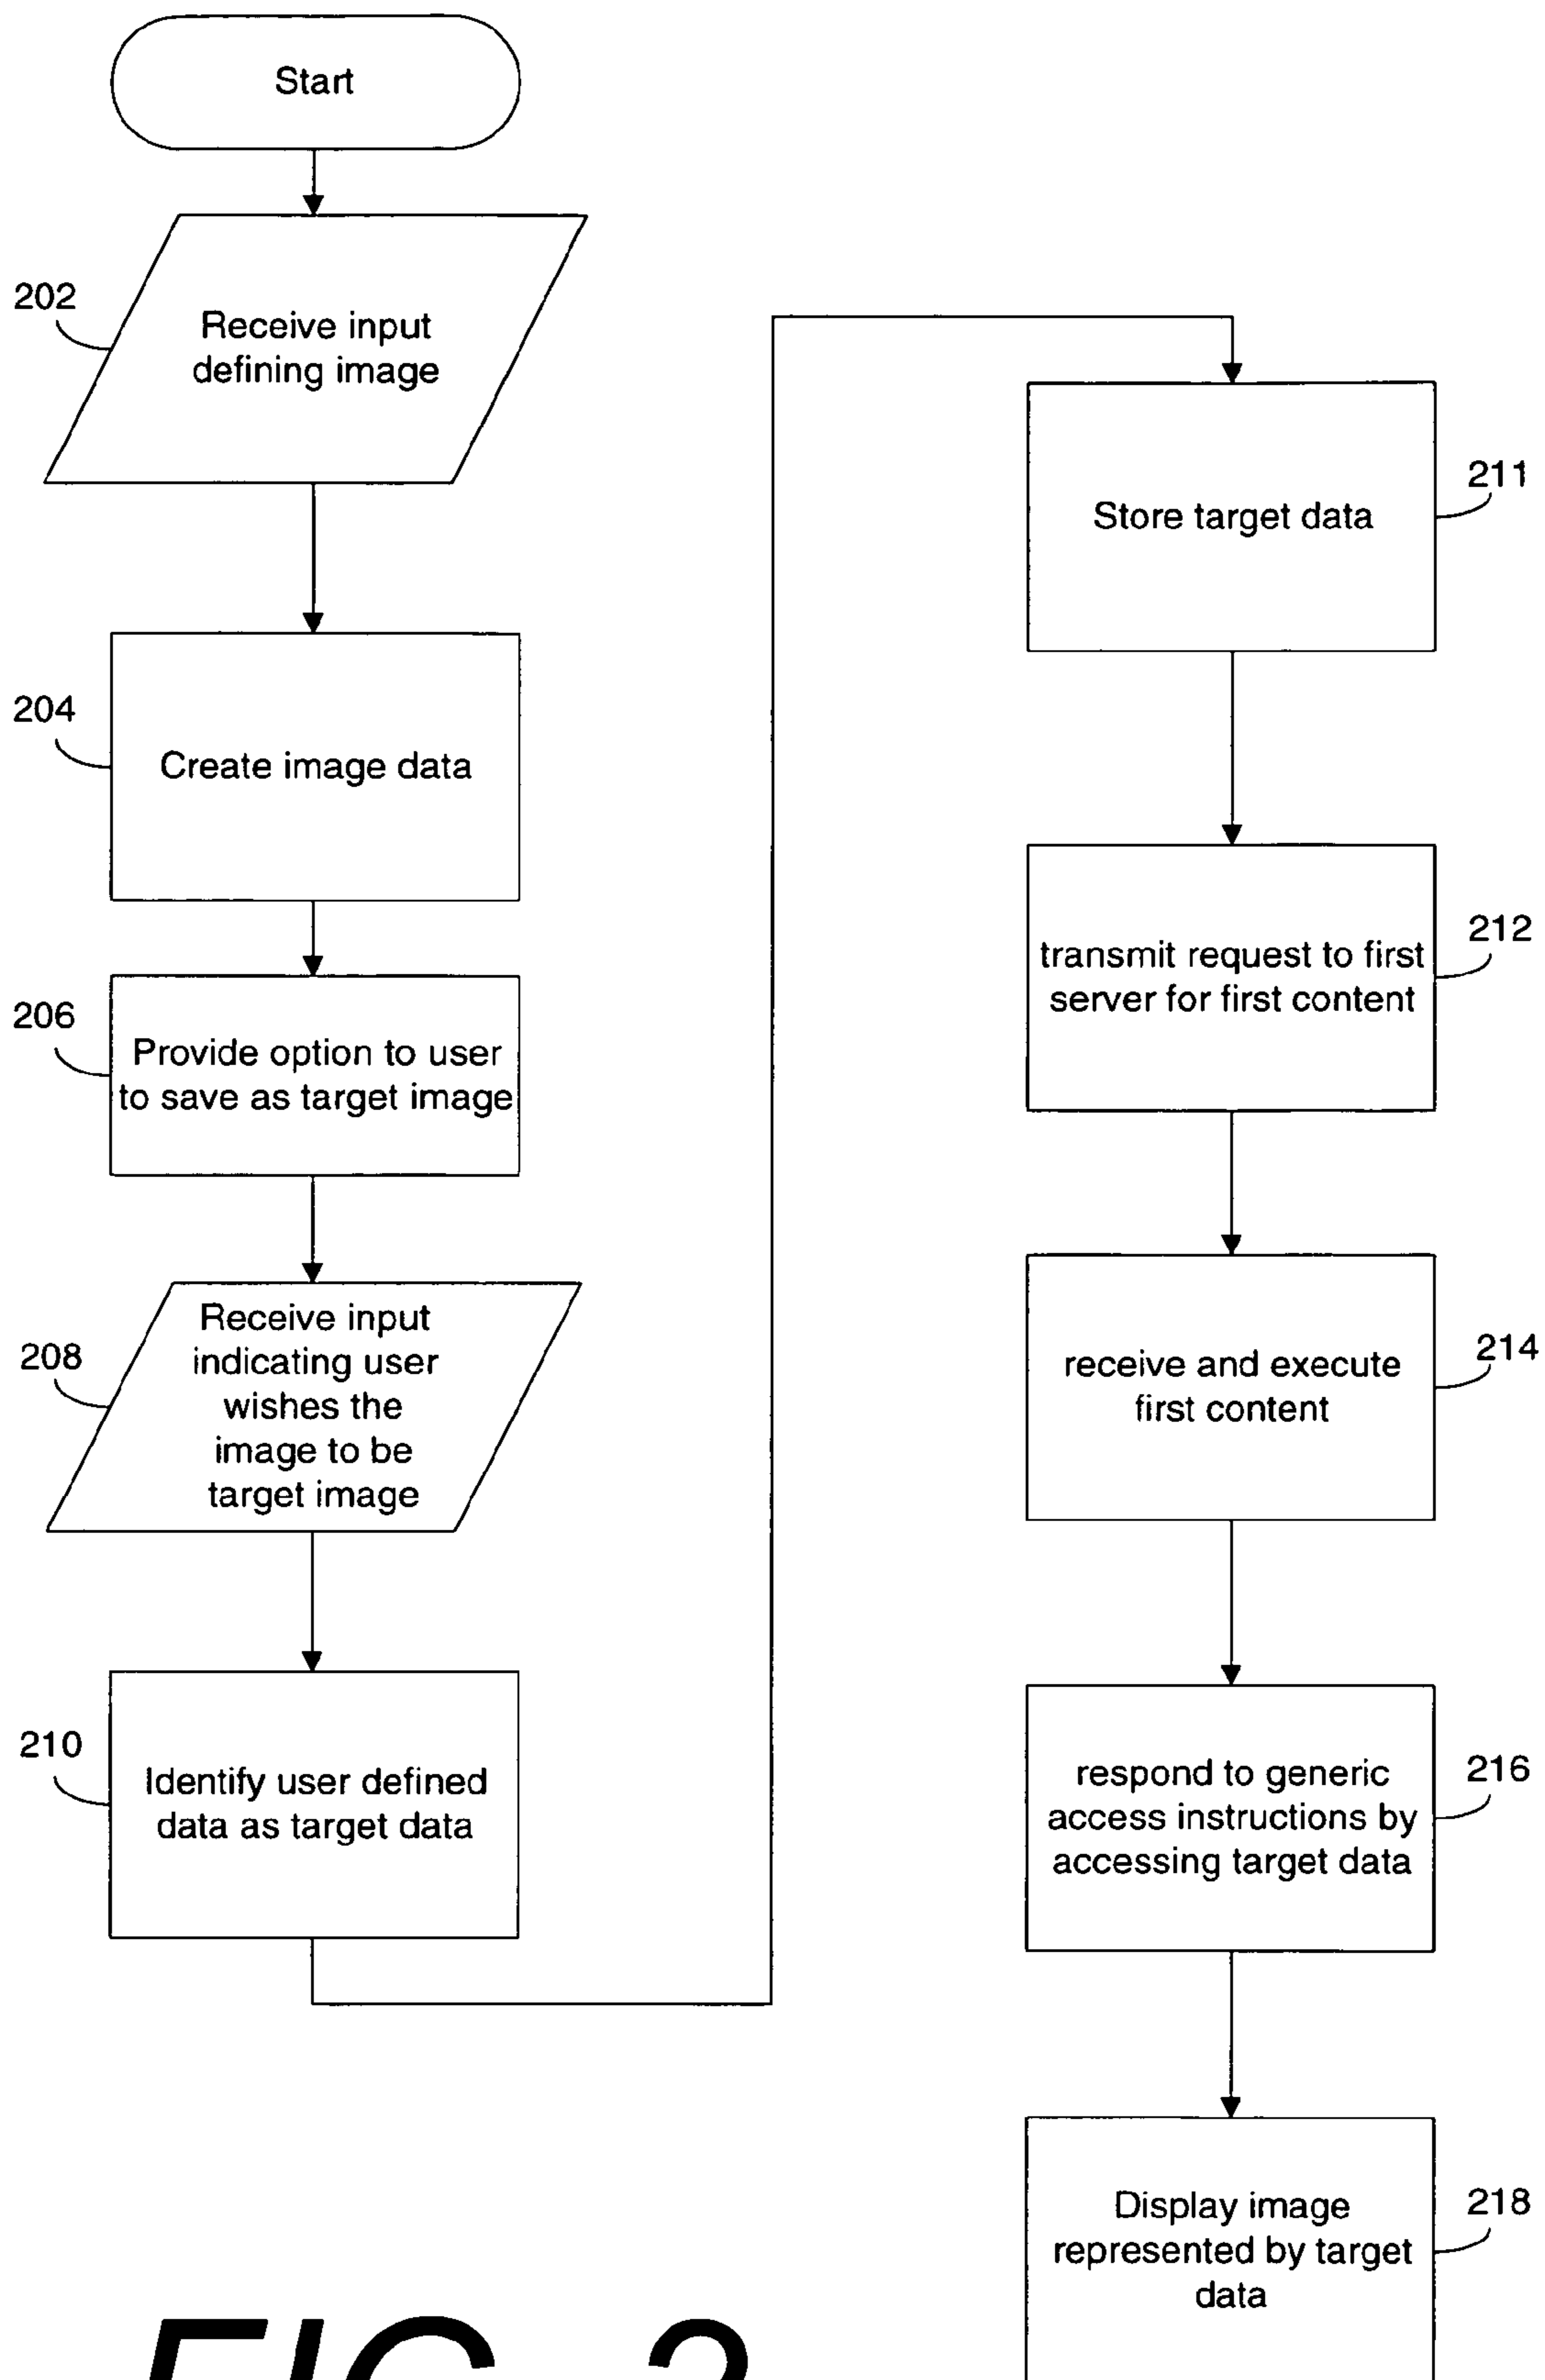 Start
202
Receive input
defining image
204
Create image data
206
Provide option to user
to save as target image
208
Receive input
indicating user
wishes the
image to be
target image
210
Identify user defined
data as target data
Store target data
211
transmit request to first
server for first content
212
receive and execute
first content
214
respond to generic
access instructions by
accessing target data
216
Display image
represented by target
data
218
FIG.